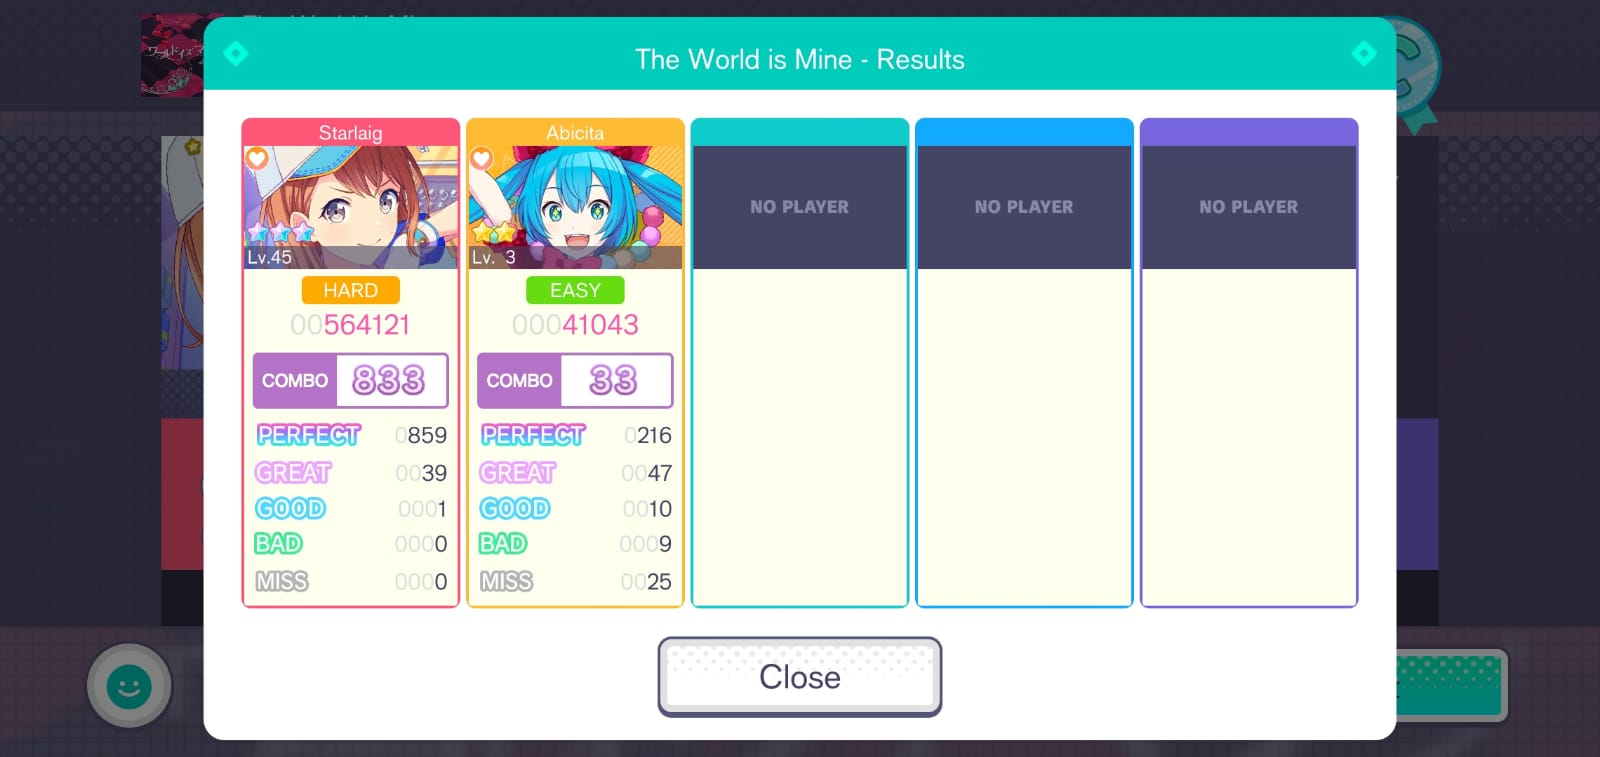 The World is Mine - Results
Starlaig
Lv.45
HARD
00564121
COMBO 833
PERFECT 0859
GREAT 0039
GOOD 0001
BAD 0000
MISS 0000
Abicita
Lv. 3
EASY
00041043
COMBO 33
PERFECT 0216
GREAT 0047
GOOD 0010
BAD 0009
MISS 0025
NO PLAYER
NO PLAYER
NO PLAYER
Close